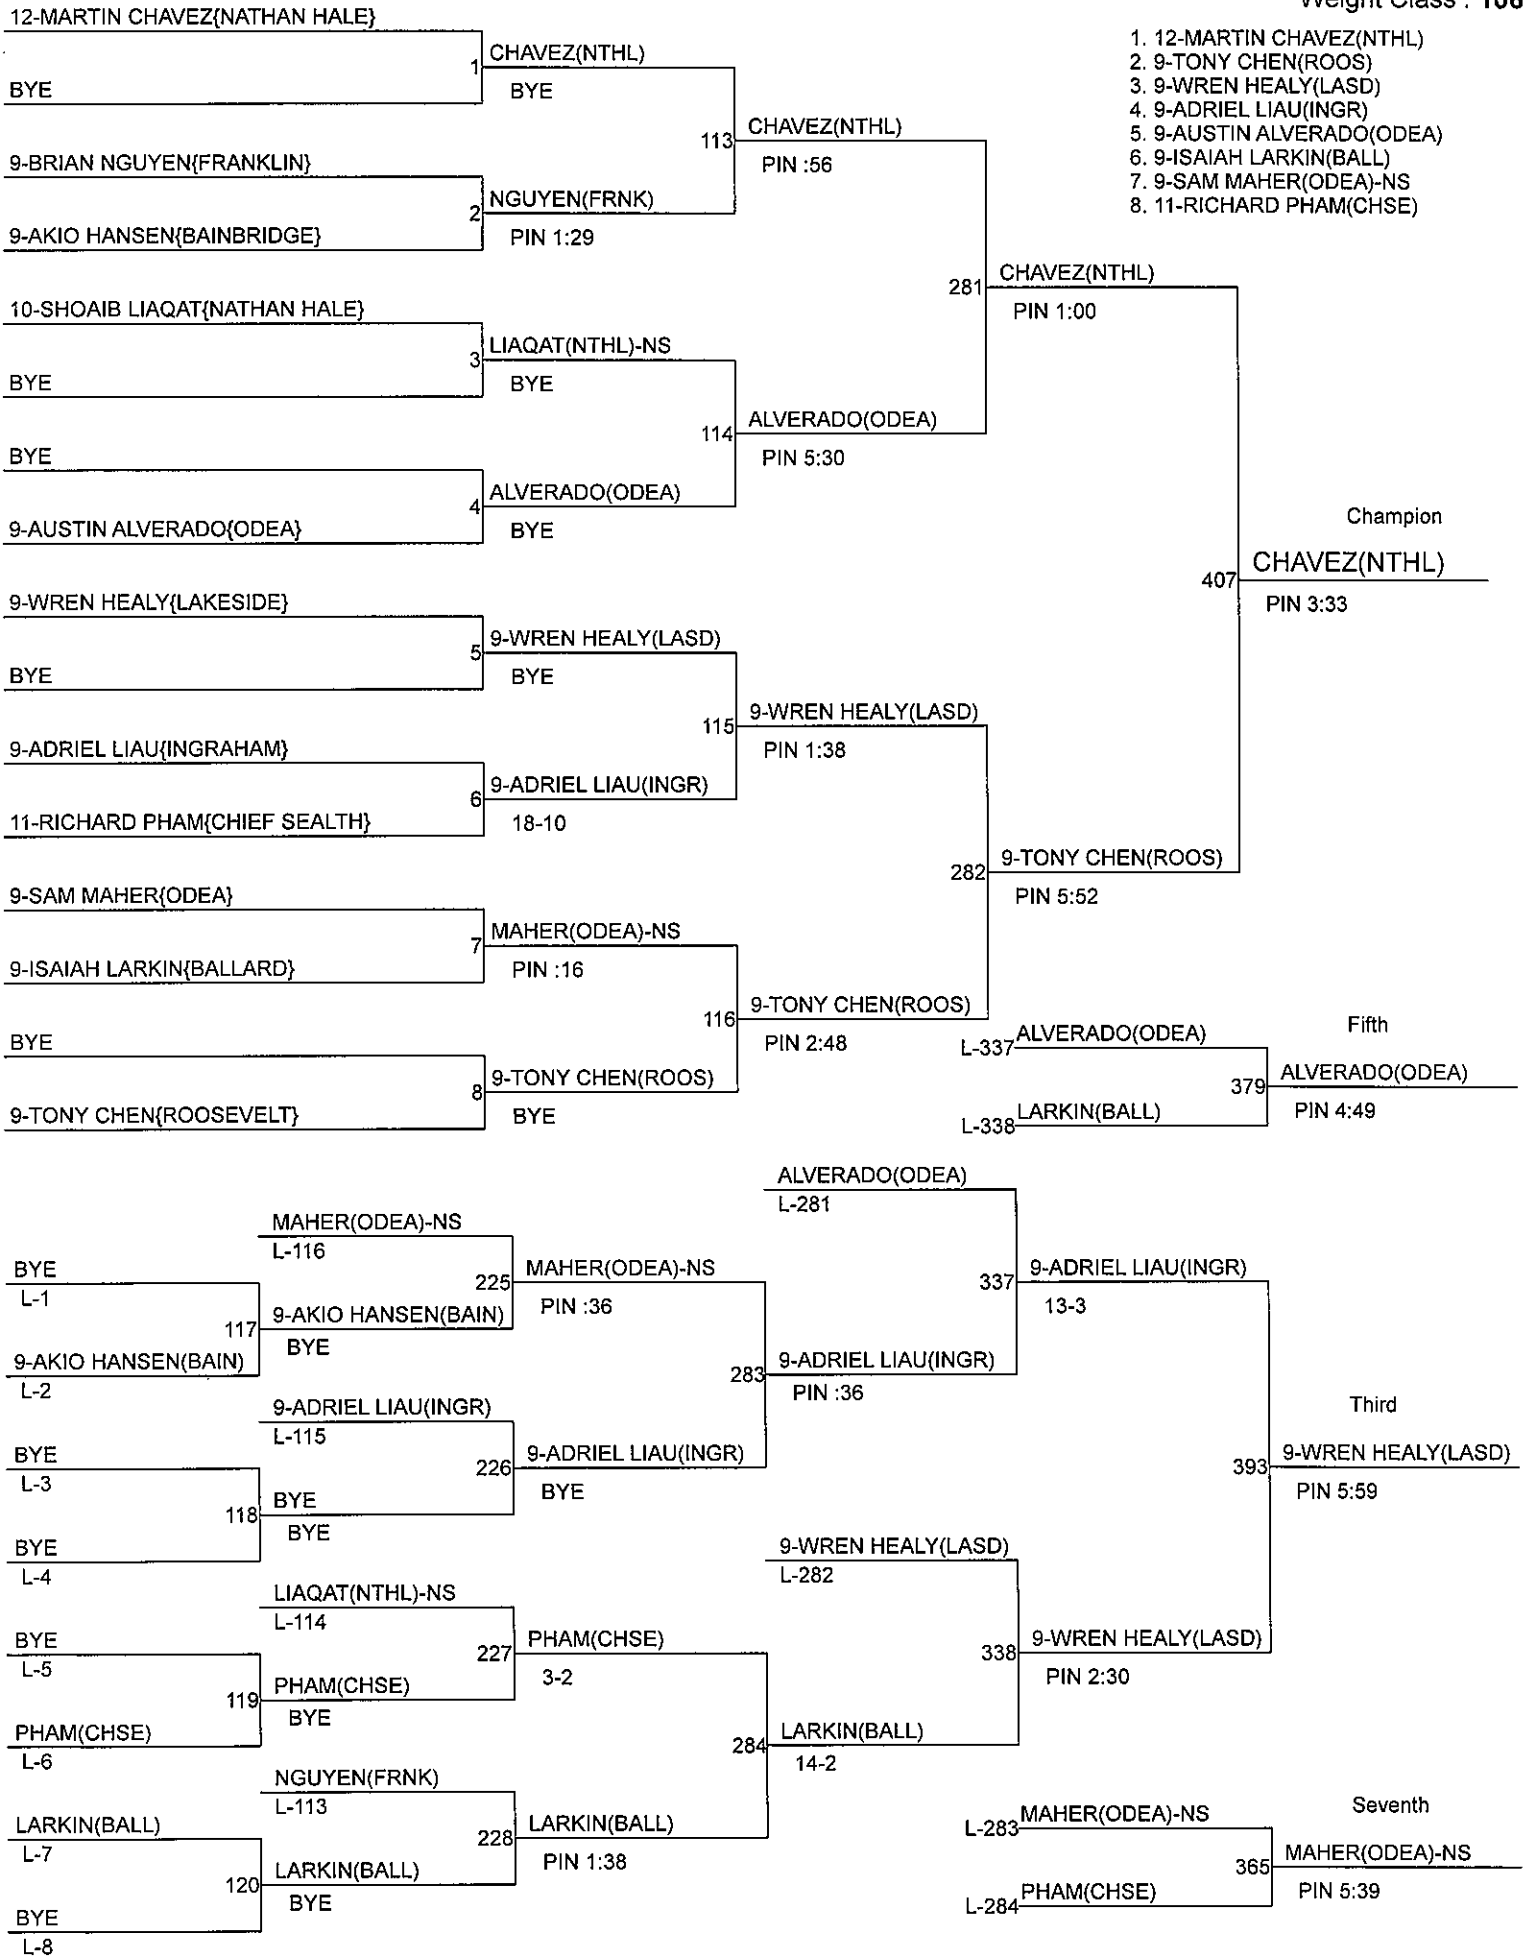 Weight Class : 106
1. 12-MARTIN CHAVEZ(NTHL)
2. 9-TONY CHEN(ROOS)
3. 9-WREN HEALY(LASD)
4. 9-ADRIEL LIAU(INGR)
5. 9-AUSTIN ALVERADO(ODEA)
6. 9-ISAIAH LARKIN(BALL)
7. 9-SAM MAHER(ODEA)-NS
8. 11-RICHARD PHAM(CHSE)
12-MARTIN CHAVEZ{NATHAN HALE}
BYE
9-BRIAN NGUYEN{FRANKLIN}
9-AKIO HANSEN{BAINBRIDGE}
10-SHOAIB LIAQAT{NATHAN HALE}
BYE
BYE
9-AUSTIN ALVERADO{ODEA}
9-WREN HEALY{LAKESIDE}
BYE
9-ADRIEL LIAU{INGRAHAM}
11-RICHARD PHAM{CHIEF SEALTH}
9-SAM MAHER{ODEA}
9-ISAIAH LARKIN{BALLARD}
BYE
9-TONY CHEN{ROOSEVELT}
1 CHAVEZ(NTHL)
BYE
2 NGUYEN(FRNK)
PIN 1:29
3 LIAQAT(NTHL)-NS
BYE
4 ALVERADO(ODEA)
BYE
5 9-WREN HEALY(LASD)
BYE
6 9-ADRIEL LIAU(INGR)
18-10
7 MAHER(ODEA)-NS
PIN :16
8 9-TONY CHEN(ROOS)
BYE
113 CHAVEZ(NTHL)
PIN :56
114 ALVERADO(ODEA)
PIN 5:30
115 9-WREN HEALY(LASD)
PIN 1:38
116 9-TONY CHEN(ROOS)
PIN 2:48
281 CHAVEZ(NTHL)
PIN 1:00
282 9-TONY CHEN(ROOS)
PIN 5:52
Champion
407 CHAVEZ(NTHL)
PIN 3:33
Fifth
L-337 ALVERADO(ODEA)
L-338 LARKIN(BALL)
379 ALVERADO(ODEA)
PIN 4:49
BYE
L-1
9-AKIO HANSEN(BAIN)
L-2
BYE
L-3
BYE
L-4
BYE
L-5
PHAM(CHSE)
L-6
LARKIN(BALL)
L-7
BYE
L-8
MAHER(ODEA)-NS
L-116
117 9-AKIO HANSEN(BAIN)
BYE
9-ADRIEL LIAU(INGR)
L-115
118 BYE
BYE
LIAQAT(NTHL)-NS
L-114
119 PHAM(CHSE)
BYE
NGUYEN(FRNK)
L-113
120 LARKIN(BALL)
BYE
225 MAHER(ODEA)-NS
PIN :36
226 9-ADRIEL LIAU(INGR)
BYE
227 PHAM(CHSE)
3-2
228 LARKIN(BALL)
PIN 1:38
ALVERADO(ODEA)
L-281
283 9-ADRIEL LIAU(INGR)
PIN :36
9-WREN HEALY(LASD)
L-282
284 LARKIN(BALL)
14-2
337 9-ADRIEL LIAU(INGR)
13-3
338 9-WREN HEALY(LASD)
PIN 2:30
Third
393 9-WREN HEALY(LASD)
PIN 5:59
Seventh
L-283 MAHER(ODEA)-NS
L-284 PHAM(CHSE)
365 MAHER(ODEA)-NS
PIN 5:39